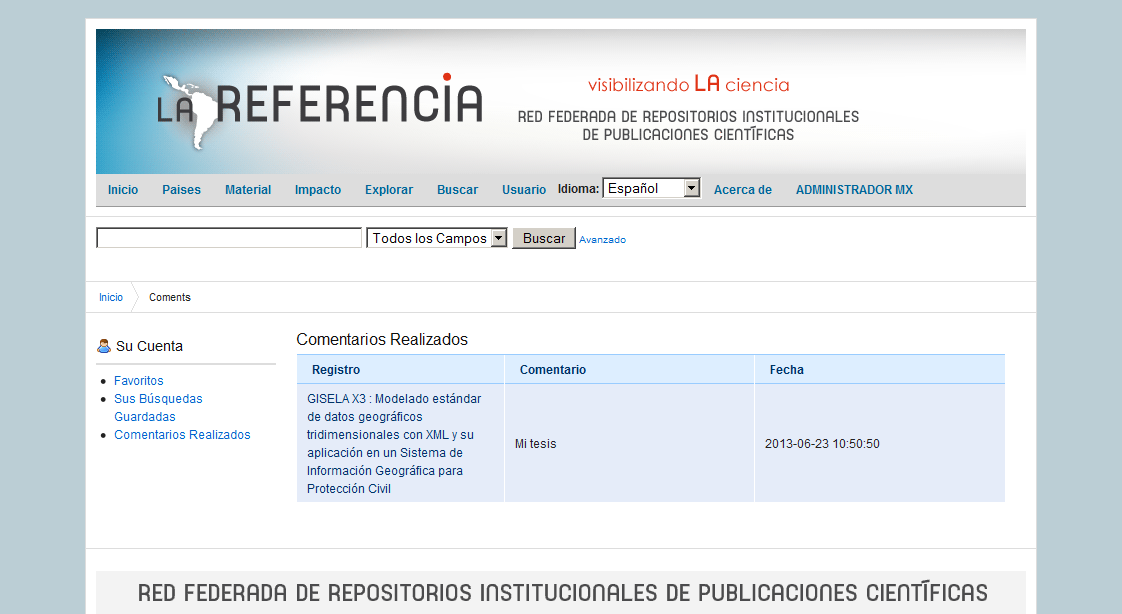 LA REFERENCIA
visibilizando LA ciencia
RED FEDERADA DE REPOSITORIOS INSTITUCIONALES
DE PUBLICACIONES CIENTÍFICAS
Inicio Paises Material Impacto Explorar Buscar Usuario Idioma: Español Acerca de ADMINISTRADOR MX
Todos los Campos Buscar Avanzado
Inicio Coments
Su Cuenta
Favoritos
Sus Búsquedas
Guardadas
Comentarios Realizados
Comentarios Realizados
Registro Comentario Fecha
GISELA X3 : Modelado estándar
de datos geográficos
tridimensionales con XML y su
aplicación en un Sistema de
Información Geográfica para
Protección Civil
Mi tesis
2013-06-23 10:50:50
RED FEDERADA DE REPOSITORIOS INSTITUCIONALES DE PUBLICACIONES CIENTÍFICAS